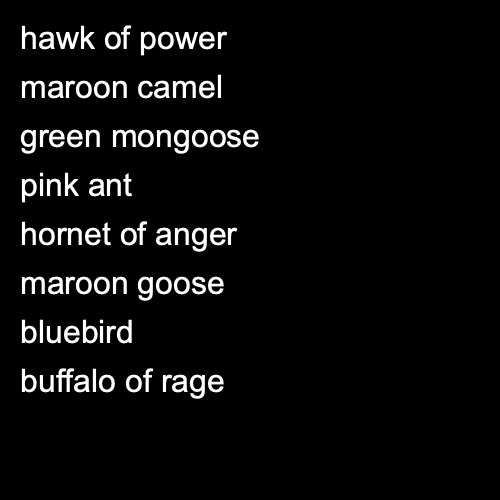 hawk of power
maroon camel
green mongoose
pink ant
hornet of anger
maroon goose
bluebird
buffalo of rage